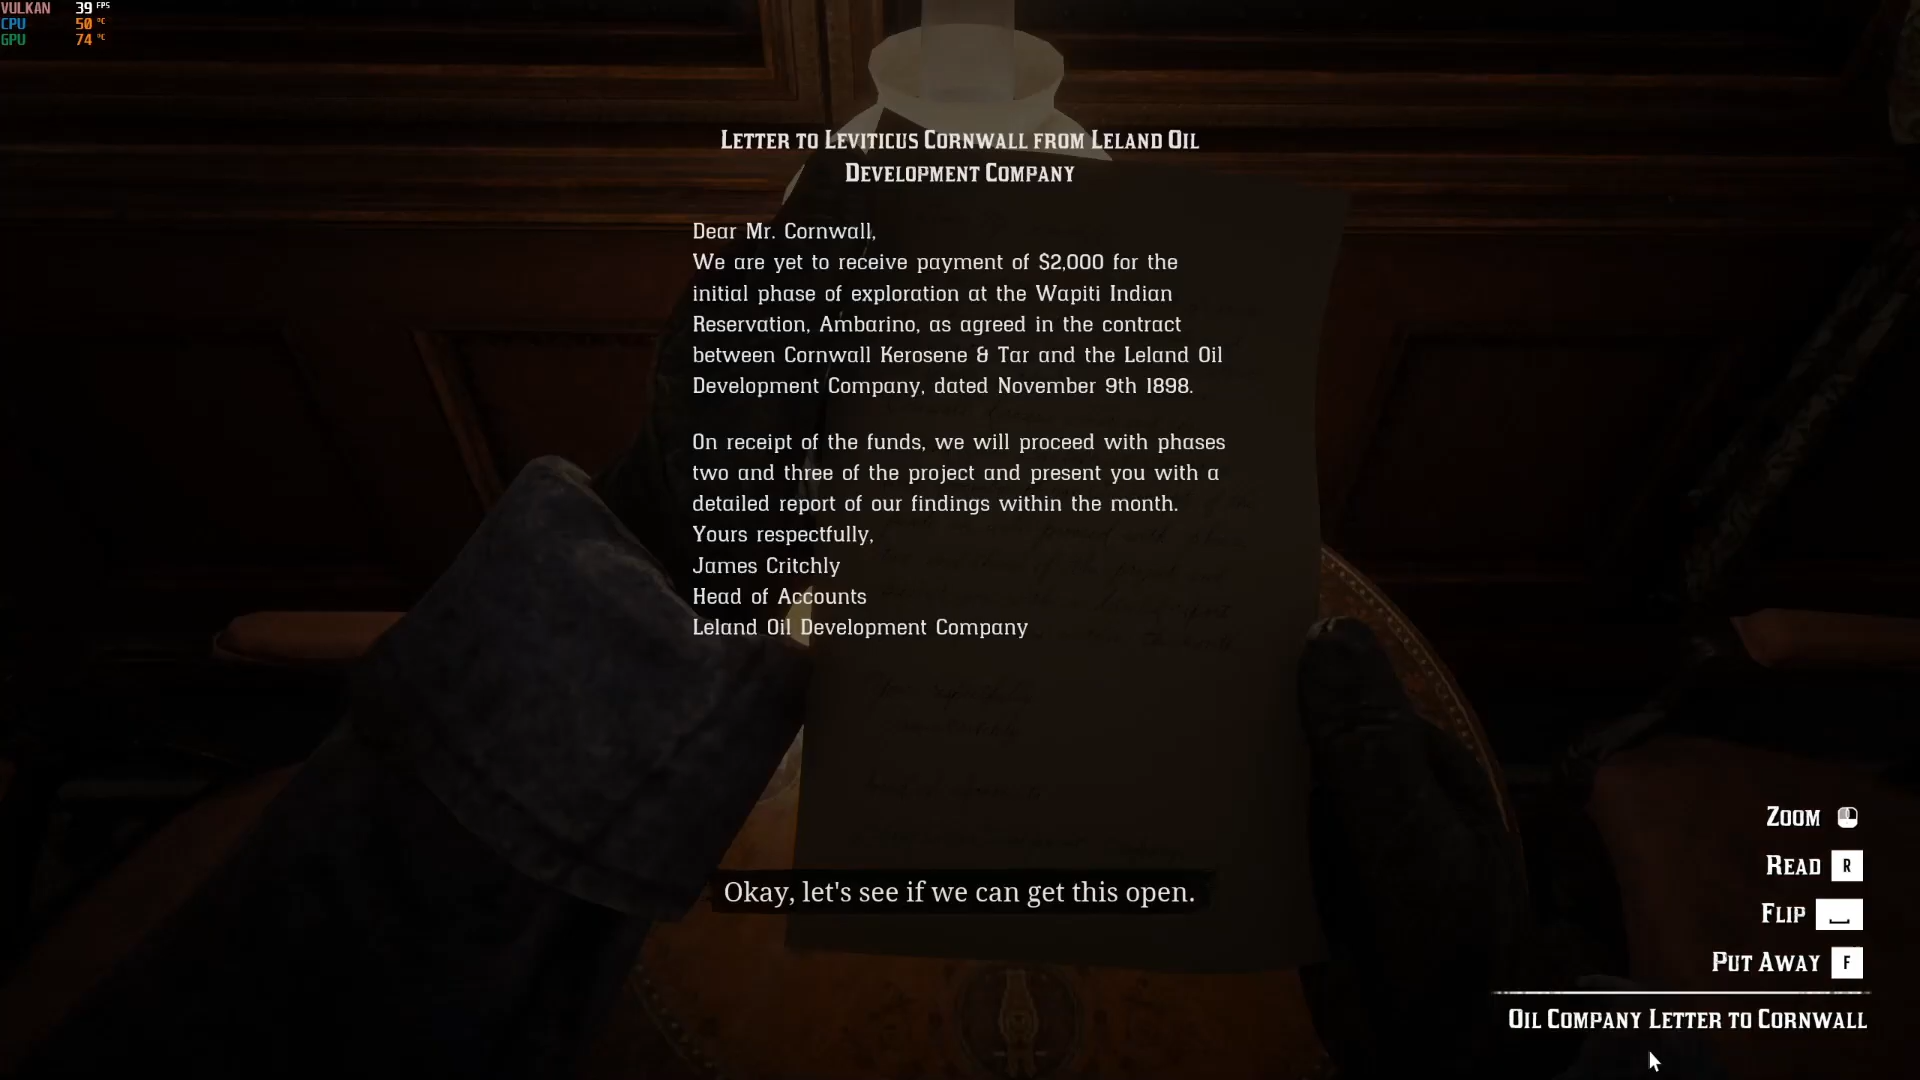 VULKAN 39 FPS
CPU 50 °C
GPU 74 °C
LETTER TO LEVITICUS CORNWALL FROM LELAND OIL
DEVELOPMENT COMPANY
Dear Mr. Cornwall,
We are yet to receive payment of $2,000 for the
initial phase of exploration at the Wapiti Indian
Reservation, Ambarino, as agreed in the contract
between Cornwall Kerosene & Tar and the Leland Oil
Development Company, dated November 9th 1898.
On receipt of the funds, we will proceed with phases
two and three of the project and present you with a
detailed report of our findings within the month.
Yours respectfully,
James Critchly
Head of Accounts
Leland Oil Development Company
Okay, let's see if we can get this open.
ZOOM
READ R
FLIP
PUT AWAY F
OIL COMPANY LETTER TO CORNWALL